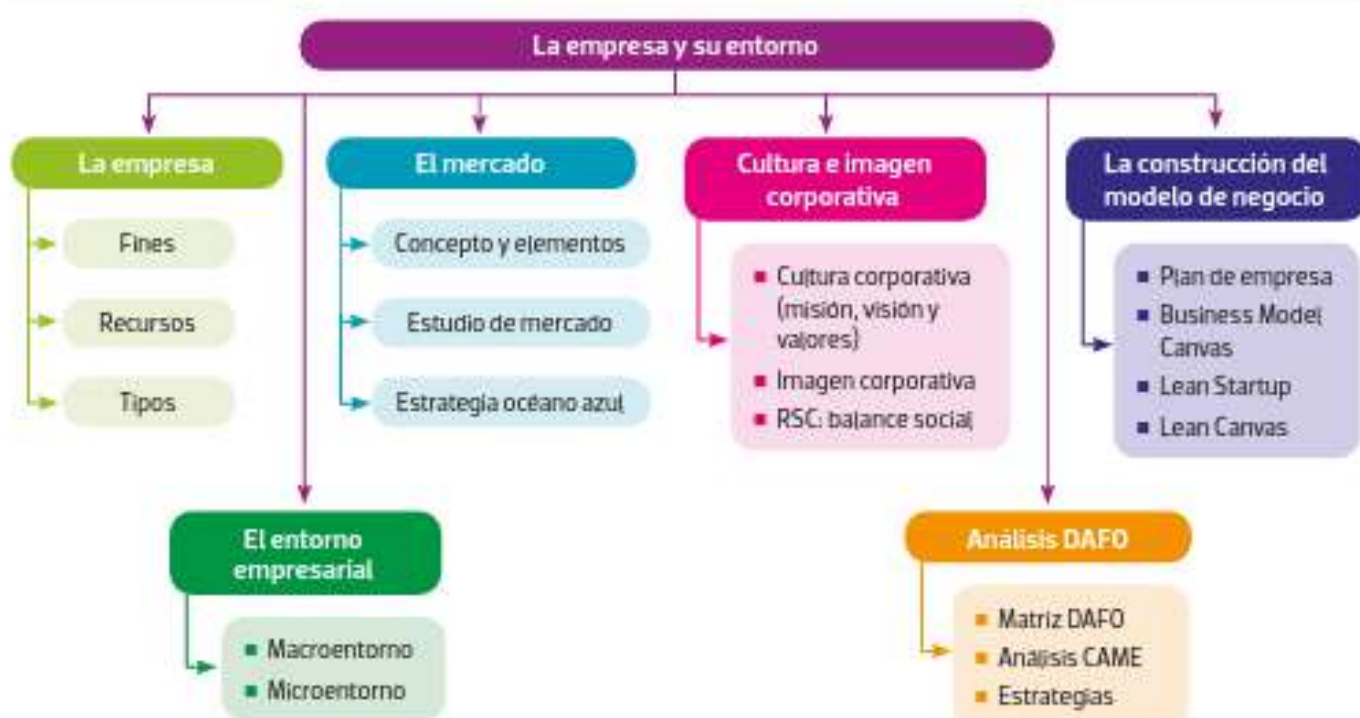 La empresa y su entorno
La empresa
Fines
Recursos
Tipos
El mercado
Concepto y elementos
Estudio de mercado
Estrategia océano azul
Cultura e imagen
corporativa
■ Cultura corporativa
(misión, visión y
valores)
■ Imagen corporativa
■ RSC: balance social
La construcción del
modelo de negocio
■ Plan de empresa
■ Business Model
Canvas
■ Lean Startup
■ Lean Canvas
El entorno
empresarial
■ Macroentorno
■ Microentorno
Análisis DAFO
■ Matriz DAFO
■ Análisis CAME
■ Estrategias